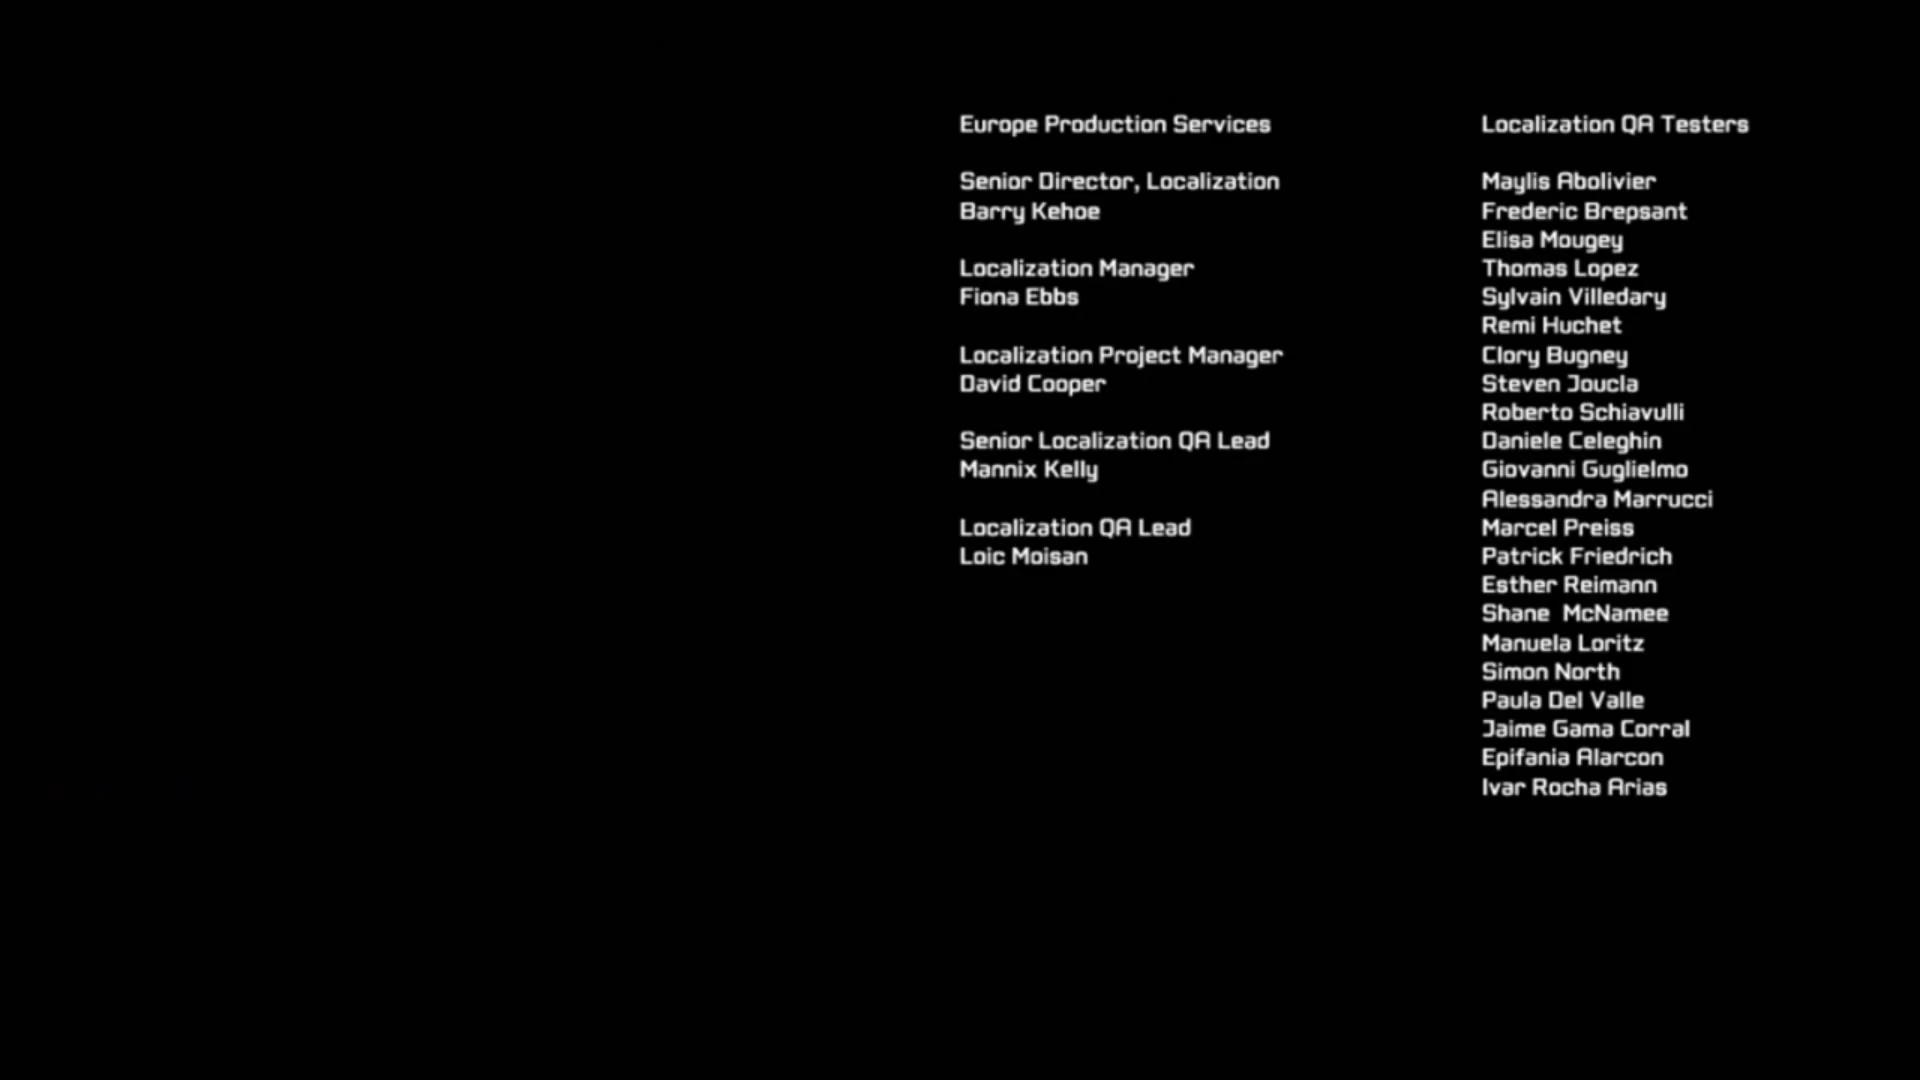 Europe Production Services
Senior Director, Localization
Barry Kehoe
Localization Manager
Fiona Ebbs
Localization Project Manager
David Cooper
Senior Localization QA Lead
Mannix Kelly
Localization QA Lead
Loic Moisan
Localization QA Testers
Maylis Abolivier
Frederic Brepsant
Elisa Mougey
Thomas Lopez
Sylvain Villedary
Remi Huchet
Clory Bugney
Steven Joucla
Roberto Schiavulli
Daniele Celeghin
Giovanni Guglielmo
Alessandra Marrucci
Marcel Preiss
Patrick Friedrich
Esther Reimann
Shane  McNamee
Manuela Loritz
Simon North
Paula Del Valle
Jaime Gama Corral
Epifania Alarcon
Ivar Rocha Arias